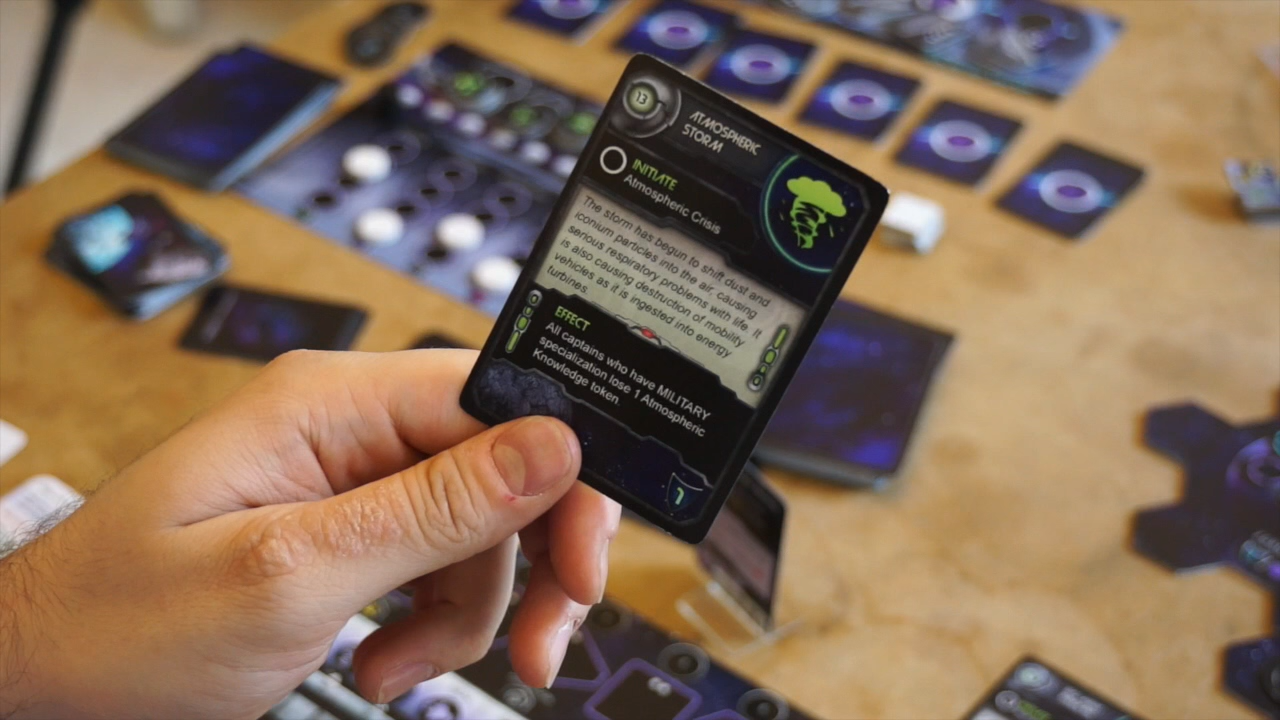 13
ATMOSPHERIC
STORM
INITIATE
Atmospheric Crisis
The storm has begun to shift dust and
iconium particles into the air, causing
serious respiratory problems with life. It
is also causing destruction of mobility
vehicles as it is ingested into energy
turbines.
EFFECT
All captains who have MILITARY
specialization lose 1 Atmospheric
Knowledge token.
1